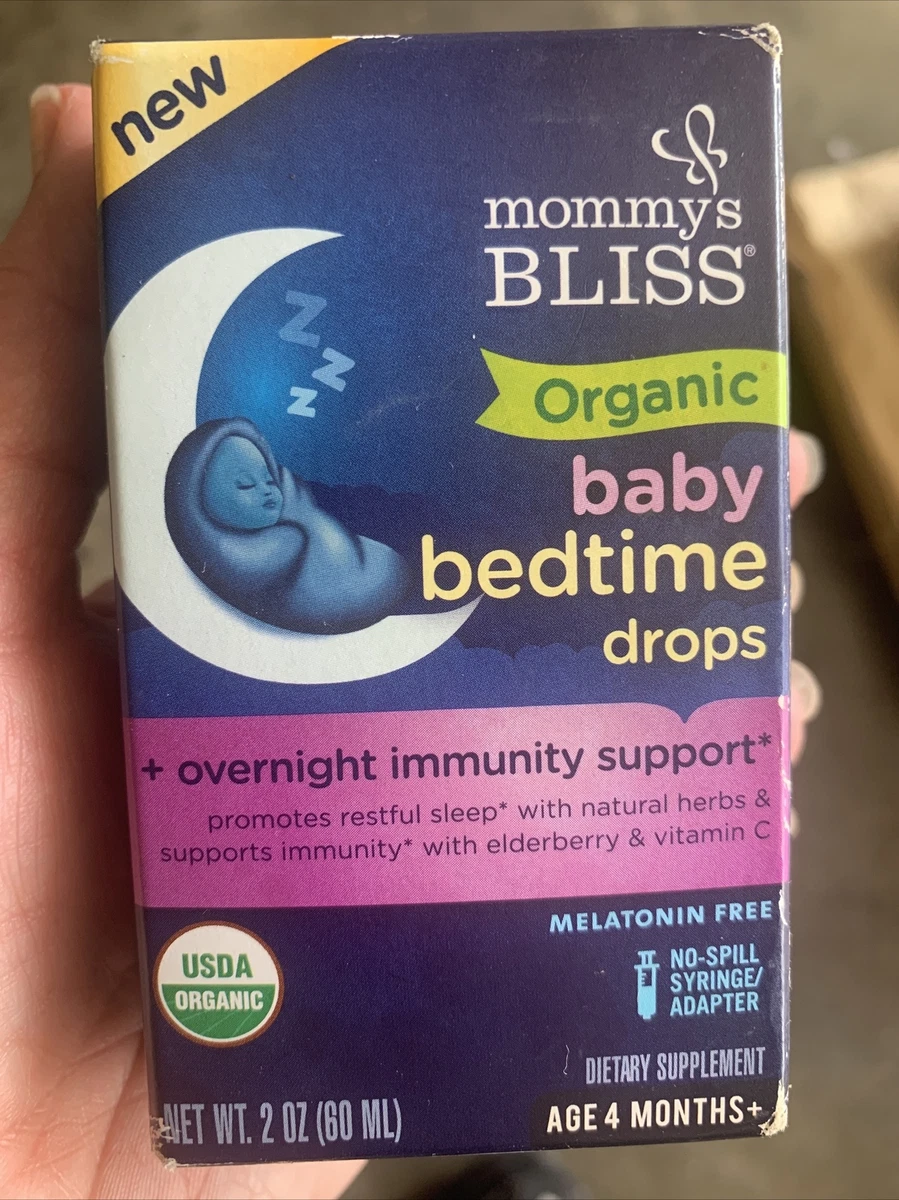 new
mommy's
BLISS®
Organic
baby
bedtime
drops
+ overnight immunity support*
promotes restful sleep* with natural herbs &
supports immunity* with elderberry & vitamin C
MELATONIN FREE
NO-SPILL
SYRINGE/
ADAPTER
USDA
ORGANIC
DIETARY SUPPLEMENT
NET WT. 2 OZ (60 ML)
AGE 4 MONTHS+
z
z
z